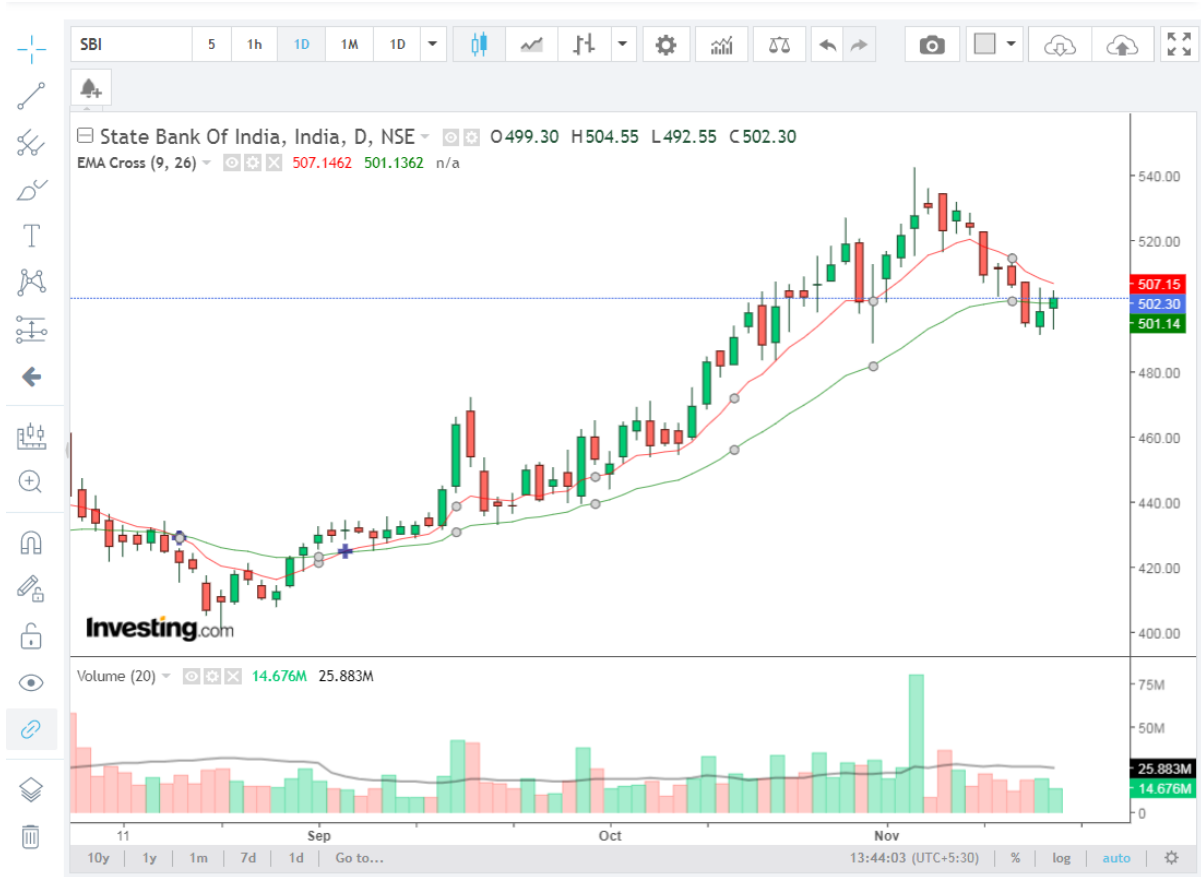 SBI 5 1h 1D 1M 1D
State Bank Of India, India, D, NSE O499.30 H504.55 L492.55 C502.30
EMA Cross (9, 26) 507.1462 501.1362 n/a
540.00
520.00
507.15
502.30
501.14
480.00
460.00
440.00
420.00
400.00
Investing.com
Volume (20) 14.676M 25.883M
75M
50M
25.883M
14.676M
0
11 Sep Oct Nov
10y 1y 1m 7d 1d Go to... 13:44:03 (UTC+5:30) % log auto